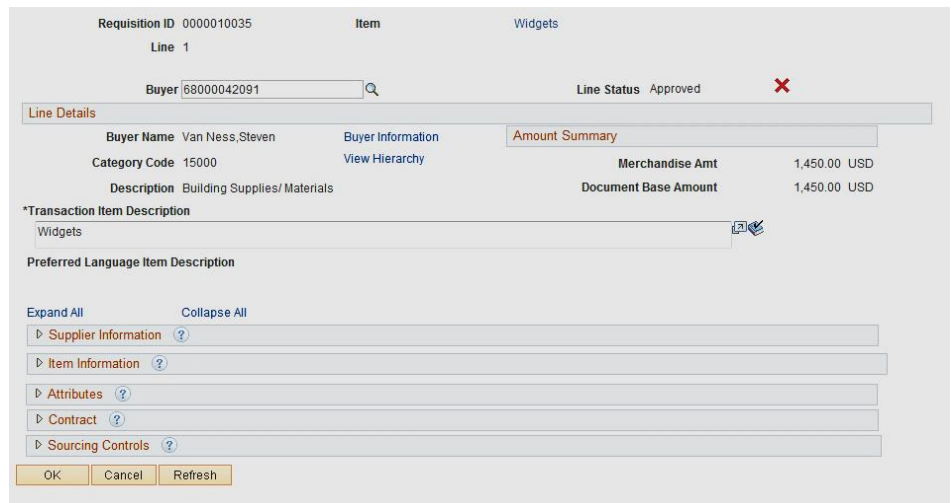 Requisition ID 0000010035 Item Widgets
Line 1
Buyer 68000042091 Line Status Approved
Line Details
Buyer Name Van Ness,Steven Buyer Information Amount Summary
Category Code 15000 View Hierarchy Merchandise Amt 1,450.00 USD
Description Building Supplies/ Materials Document Base Amount 1,450.00 USD
*Transaction Item Description
Widgets
Preferred Language Item Description
Expand All Collapse All
Supplier Information ?
Item Information ?
Attributes ?
Contract ?
Sourcing Controls ?
OK Cancel Refresh